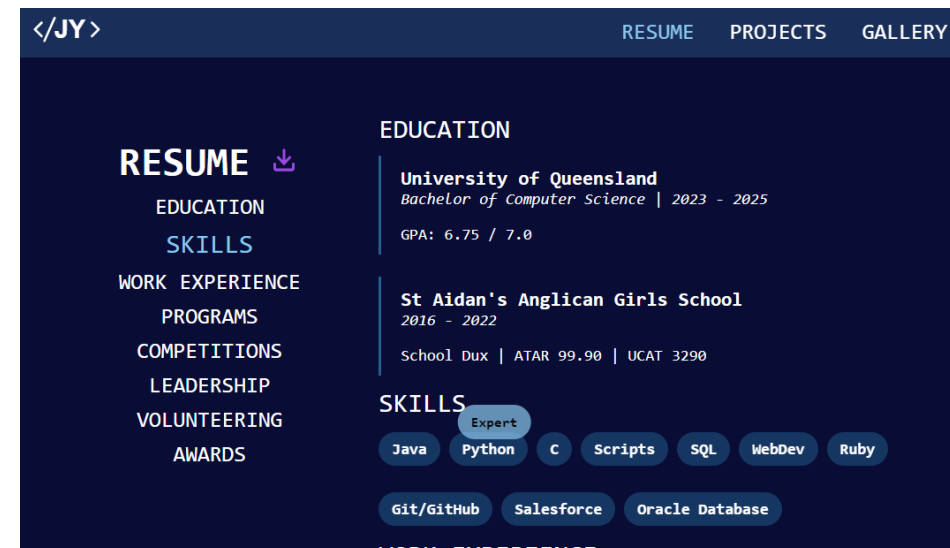 </JY>
RESUME PROJECTS GALLERY
RESUME
EDUCATION
SKILLS
WORK EXPERIENCE
PROGRAMS
COMPETITIONS
LEADERSHIP
VOLUNTEERING
AWARDS
EDUCATION
University of Queensland
Bachelor of Computer Science | 2023 - 2025
GPA: 6.75 / 7.0
St Aidan's Anglican Girls School
2016 - 2022
School Dux | ATAR 99.90 | UCAT 3290
SKILLS
Expert
Java Python C Scripts SQL WebDev Ruby
Git/GitHub Salesforce Oracle Database
WORK EXPERIENCE